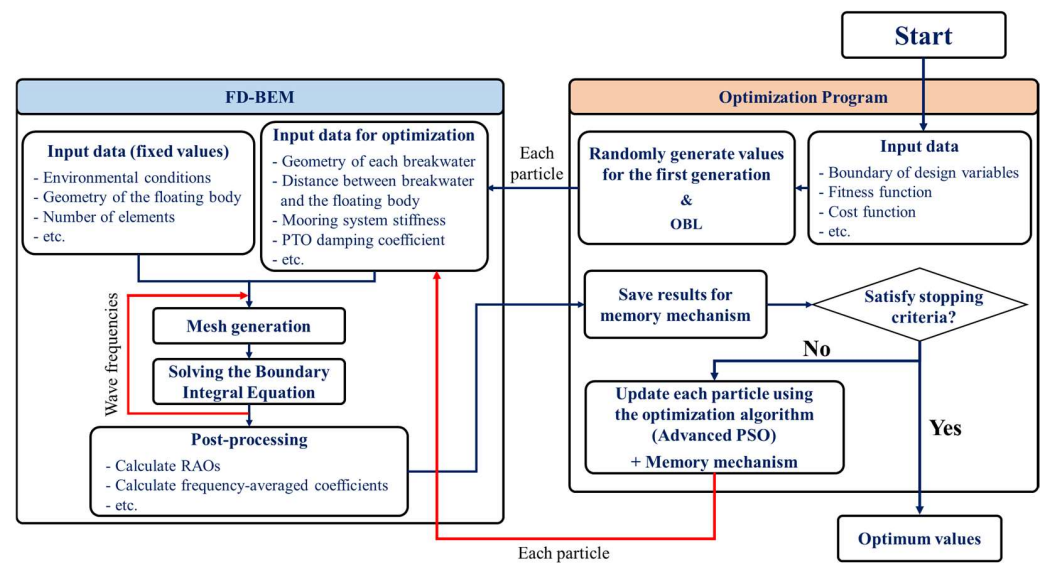 Start
FD-BEM
Input data (fixed values)
- Environmental conditions
- Geometry of the floating body
- Number of elements
- etc.
Input data for optimization
- Geometry of each breakwater
- Distance between breakwater
and the floating body
- Mooring system stiffness
- PTO damping coefficient
- etc.
Wave frequencies
Mesh generation
Solving the Boundary
Integral Equation
Post-processing
- Calculate RAOs
- Calculate frequency-averaged coefficients
- etc.
Each
particle
Optimization Program
Randomly generate values
for the first generation
&
OBL
Input data
- Boundary of design variables
- Fitness function
- Cost function
- etc.
Save results for
memory mechanism
Satisfy stopping
criteria?
No
Yes
Update each particle using
the optimization algorithm
(Advanced PSO)
+ Memory mechanism
Each particle
Optimum values